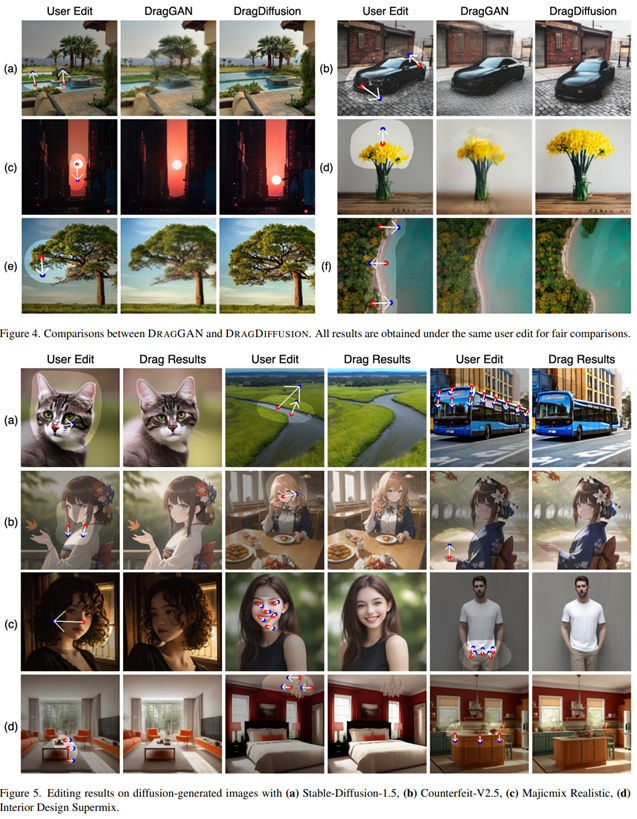 User Edit DragGAN DragDiffusion User Edit DragGAN DragDiffusion
(a) (b)
(c) (d)
(e) (f)
Figure 4. Comparisons between DRAGGAN and DRAGDIFFUSION. All results are obtained under the same user edit for fair comparisons.
User Edit Drag Results User Edit Drag Results User Edit Drag Results
(a)
(b)
(c)
(d)
Figure 5. Editing results on diffusion-generated images with (a) Stable-Diffusion-1.5, (b) Counterfeit-V2.5, (c) Majicmix Realistic, (d)
Interior Design Supermix.